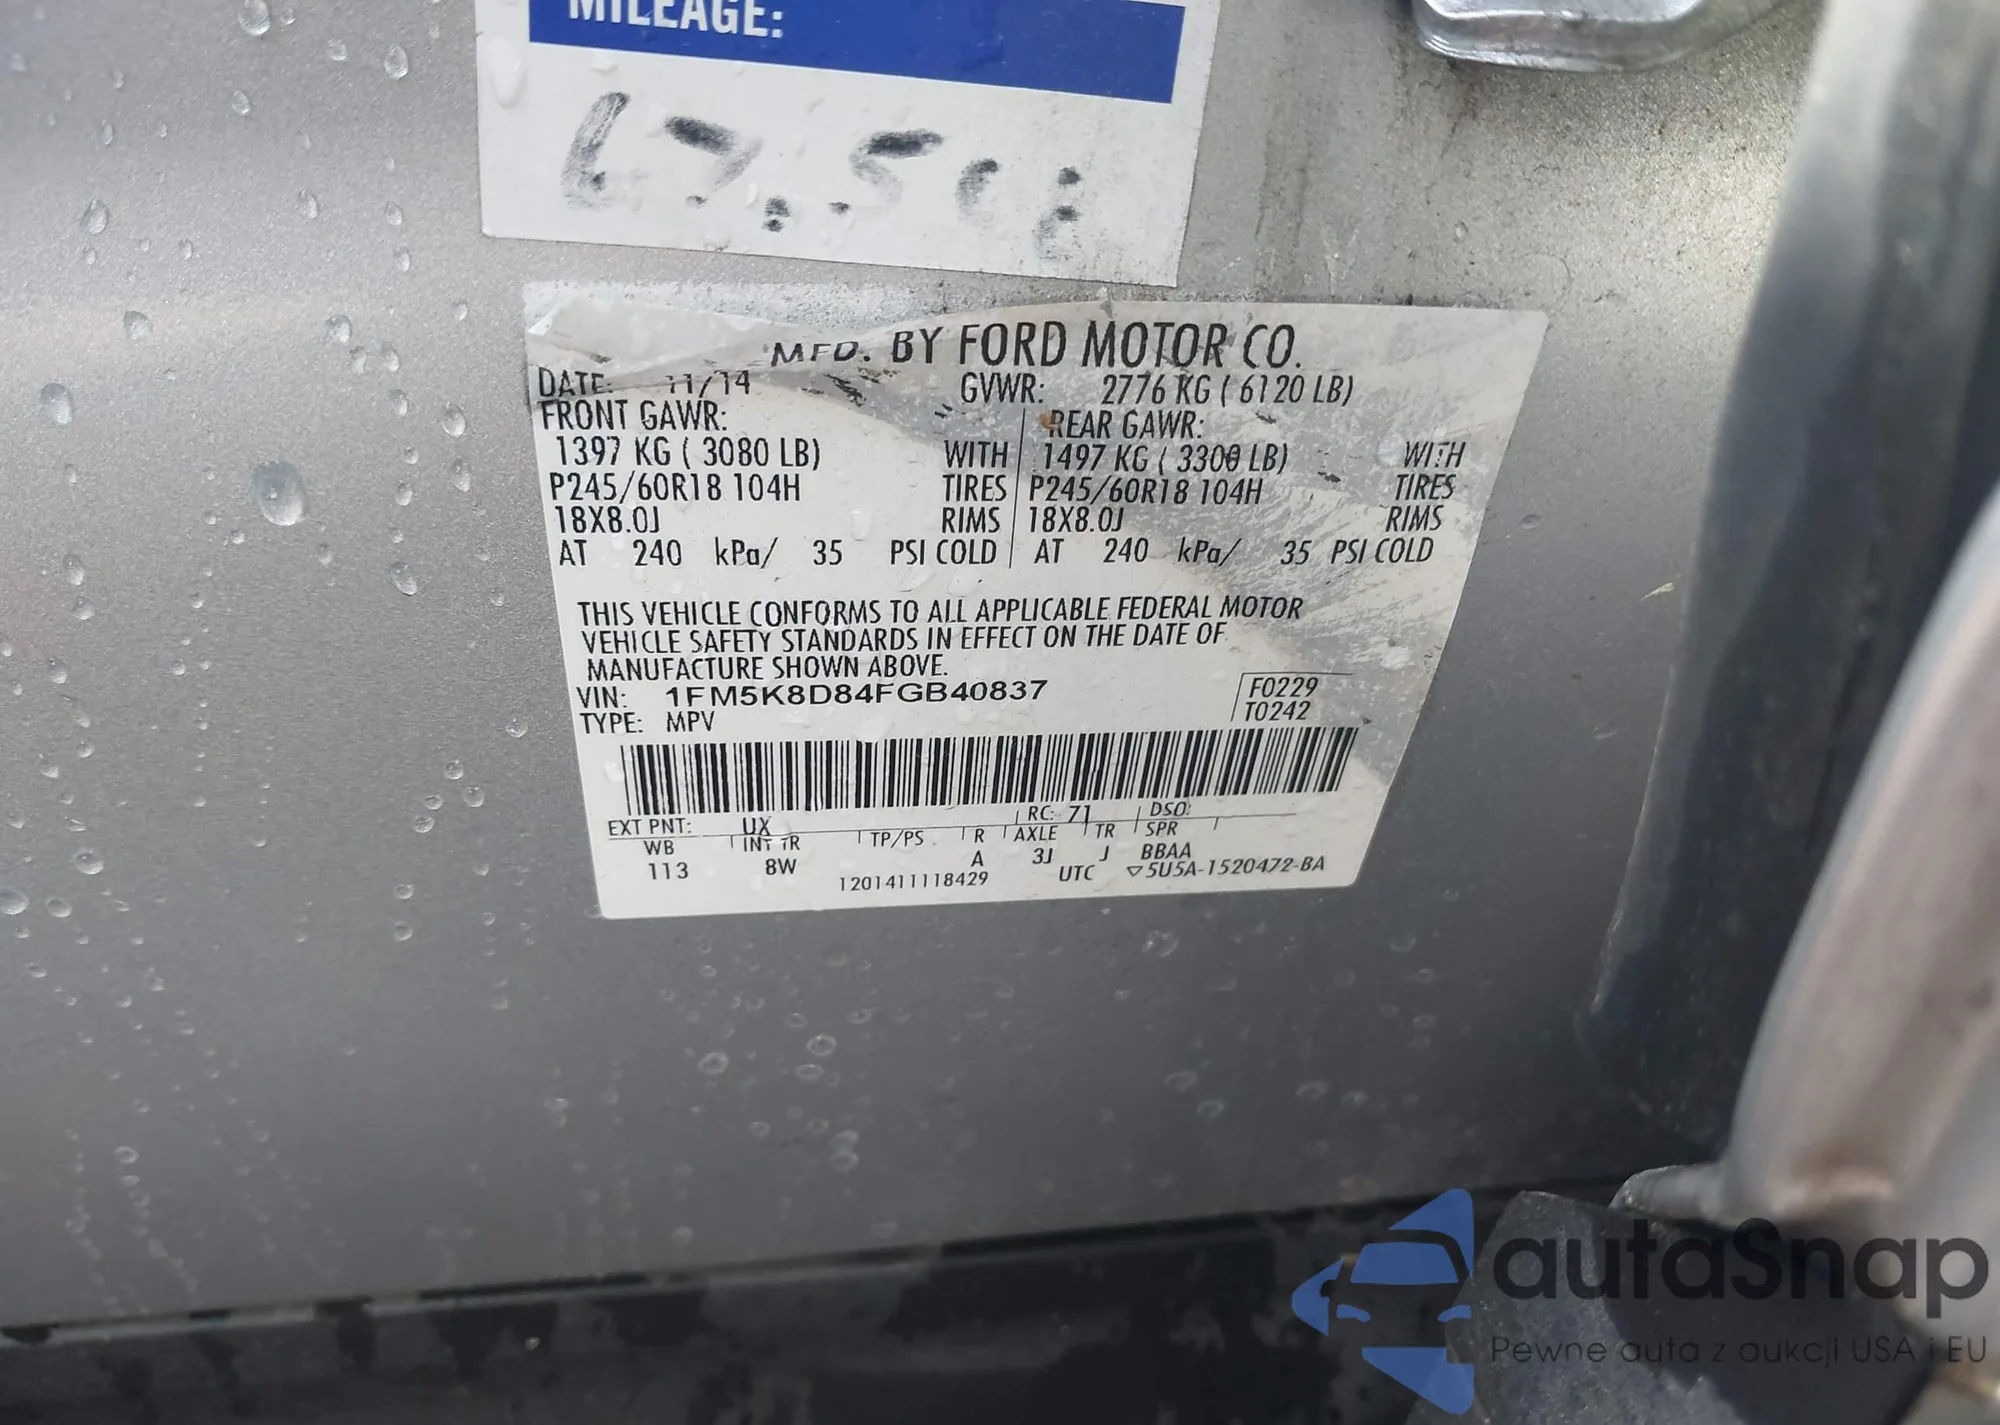 MILEAGE:
MFD. BY FORD MOTOR CO.
DATE: 11/14 GVWR: 2776 KG ( 6120 LB)
FRONT GAWR: REAR GAWR:
1397 KG ( 3080 LB) WITH 1497 KG ( 3300 LB) WITH
P245/60R18 104H TIRES P245/60R18 104H TIRES
18X8.0J RIMS 18X8.0J RIMS
AT 240 kPa/ 35 PSI COLD AT 240 kPa/ 35 PSI COLD
THIS VEHICLE CONFORMS TO ALL APPLICABLE FEDERAL MOTOR
VEHICLE SAFETY STANDARDS IN EFFECT ON THE DATE OF
MANUFACTURE SHOWN ABOVE.
VIN: 1FM5K8D84FGB40837 F0229
TYPE: MPV T0242
EXT PNT: UX RC: 71 DSO:
WB INT TR TP/PS R AXLE TR SPR
113 8W A 3J J BBAA
1201411118429 UTC ▽5U5A-1520472-BA
autaSnap
Pewne auta z aukcji USA i EU